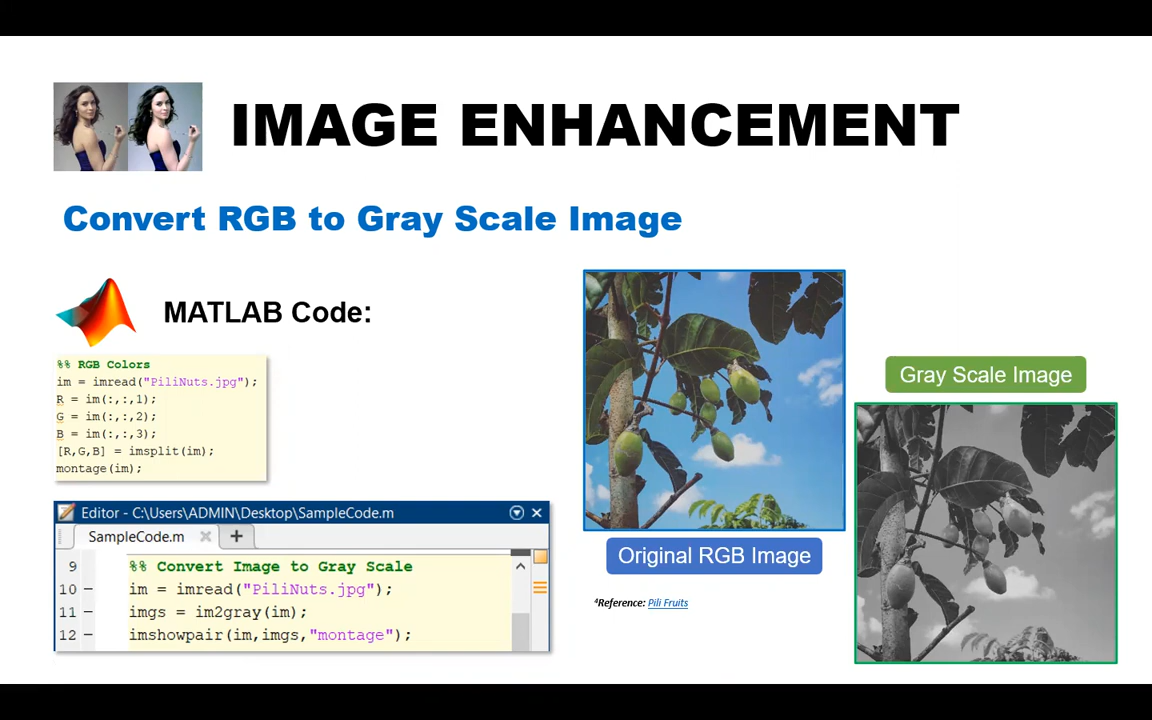 IMAGE ENHANCEMENT
Convert RGB to Gray Scale Image
MATLAB Code:
%% RGB Colors
im = imread("PiliNuts.jpg");
R = im(:,:,1);
G = im(:,:,2);
B = im(:,:,3);
[R,G,B] = imsplit(im);
montage(im);
Editor - C:\Users\ADMIN\Desktop\SampleCode.m
SampleCode.m
9 %% Convert Image to Gray Scale
10 – im = imread("PiliNuts.jpg");
11 – imgs = im2gray(im);
12 – imshowpair(im,imgs,"montage");
Original RGB Image
⁴Reference: Pili Fruits
Gray Scale Image